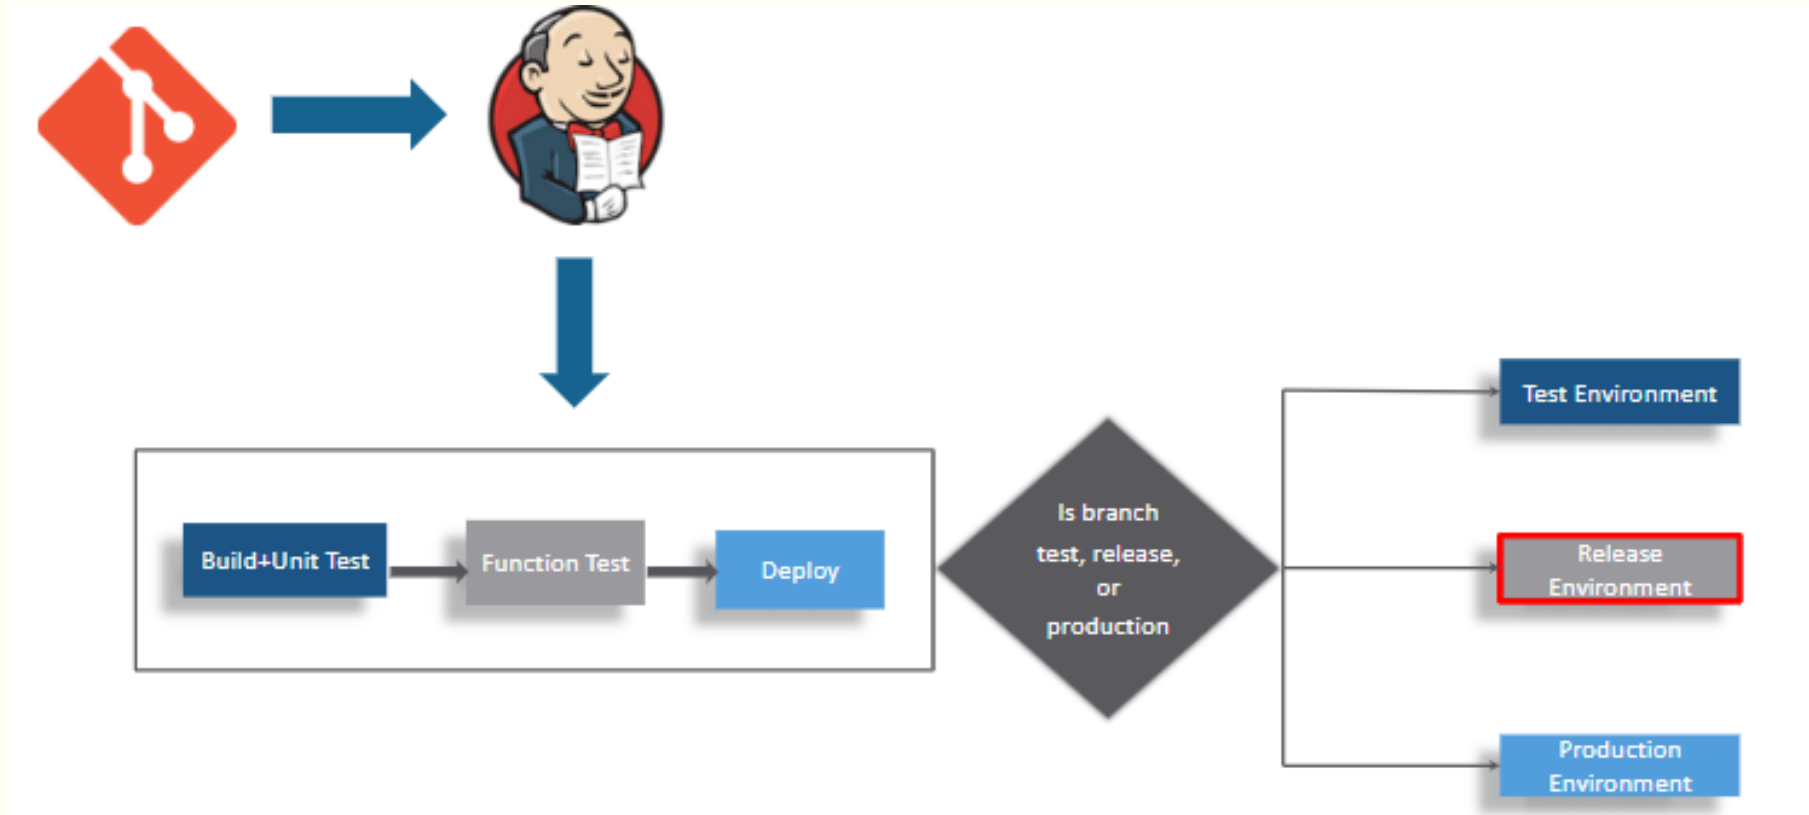 Build+Unit Test
Function Test
Deploy
Is branch
test, release,
or
production
Test Environment
Release
Environment
Production
Environment